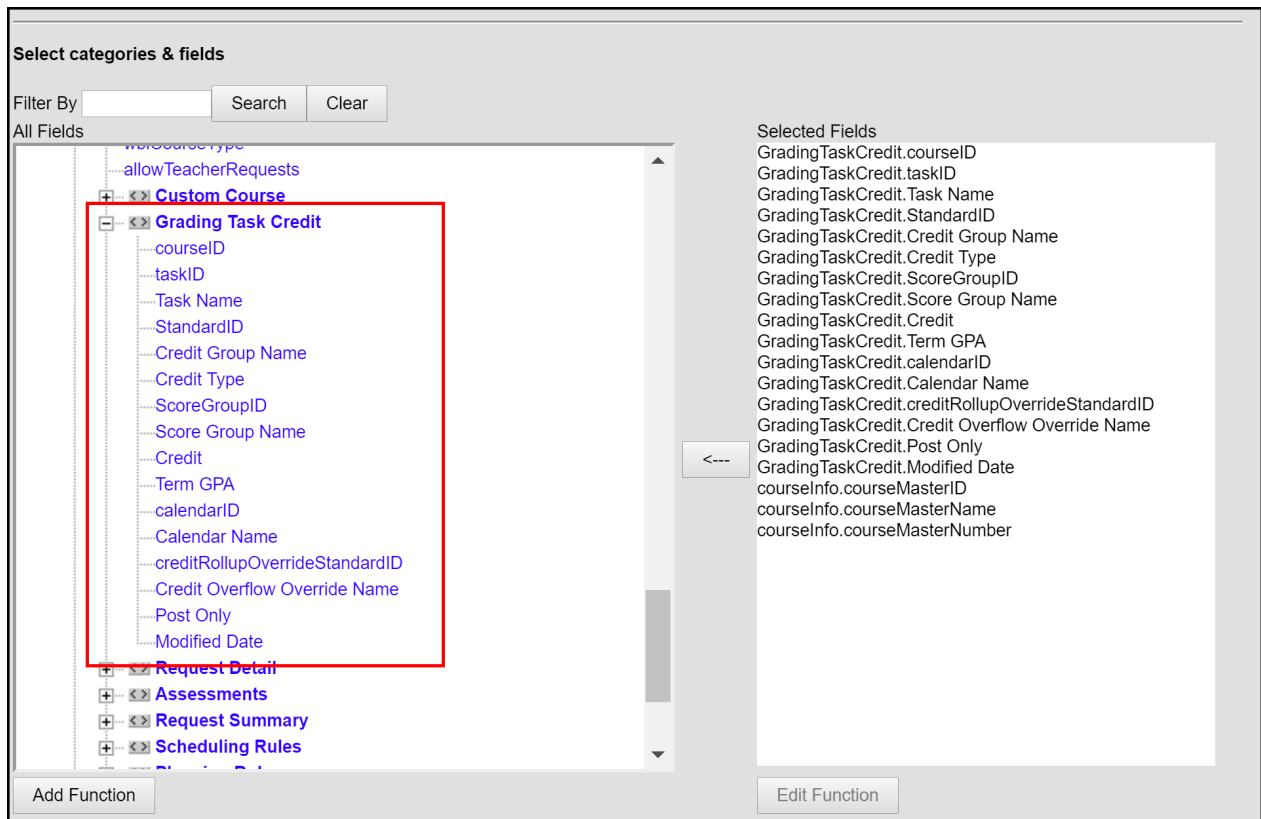 Select categories & fields
Filter By
Search
Clear
All Fields
allowTeacherRequests
Custom Course
Grading Task Credit
courseID
taskID
Task Name
StandardID
Credit Group Name
Credit Type
ScoreGroupID
Score Group Name
Credit
Term GPA
calendarID
Calendar Name
creditRollupOverrideStandardID
Credit Overflow Override Name
Post Only
Modified Date
Request Detail
Assessments
Request Summary
Scheduling Rules
Add Function
<---
Selected Fields
GradingTaskCredit.courseID
GradingTaskCredit.taskID
GradingTaskCredit.Task Name
GradingTaskCredit.StandardID
GradingTaskCredit.Credit Group Name
GradingTaskCredit.Credit Type
GradingTaskCredit.ScoreGroupID
GradingTaskCredit.Score Group Name
GradingTaskCredit.Credit
GradingTaskCredit.Term GPA
GradingTaskCredit.calendarID
GradingTaskCredit.Calendar Name
GradingTaskCredit.creditRollupOverrideStandardID
GradingTaskCredit.Credit Overflow Override Name
GradingTaskCredit.Post Only
GradingTaskCredit.Modified Date
courseInfo.courseMasterID
courseInfo.courseMasterName
courseInfo.courseMasterNumber
Edit Function